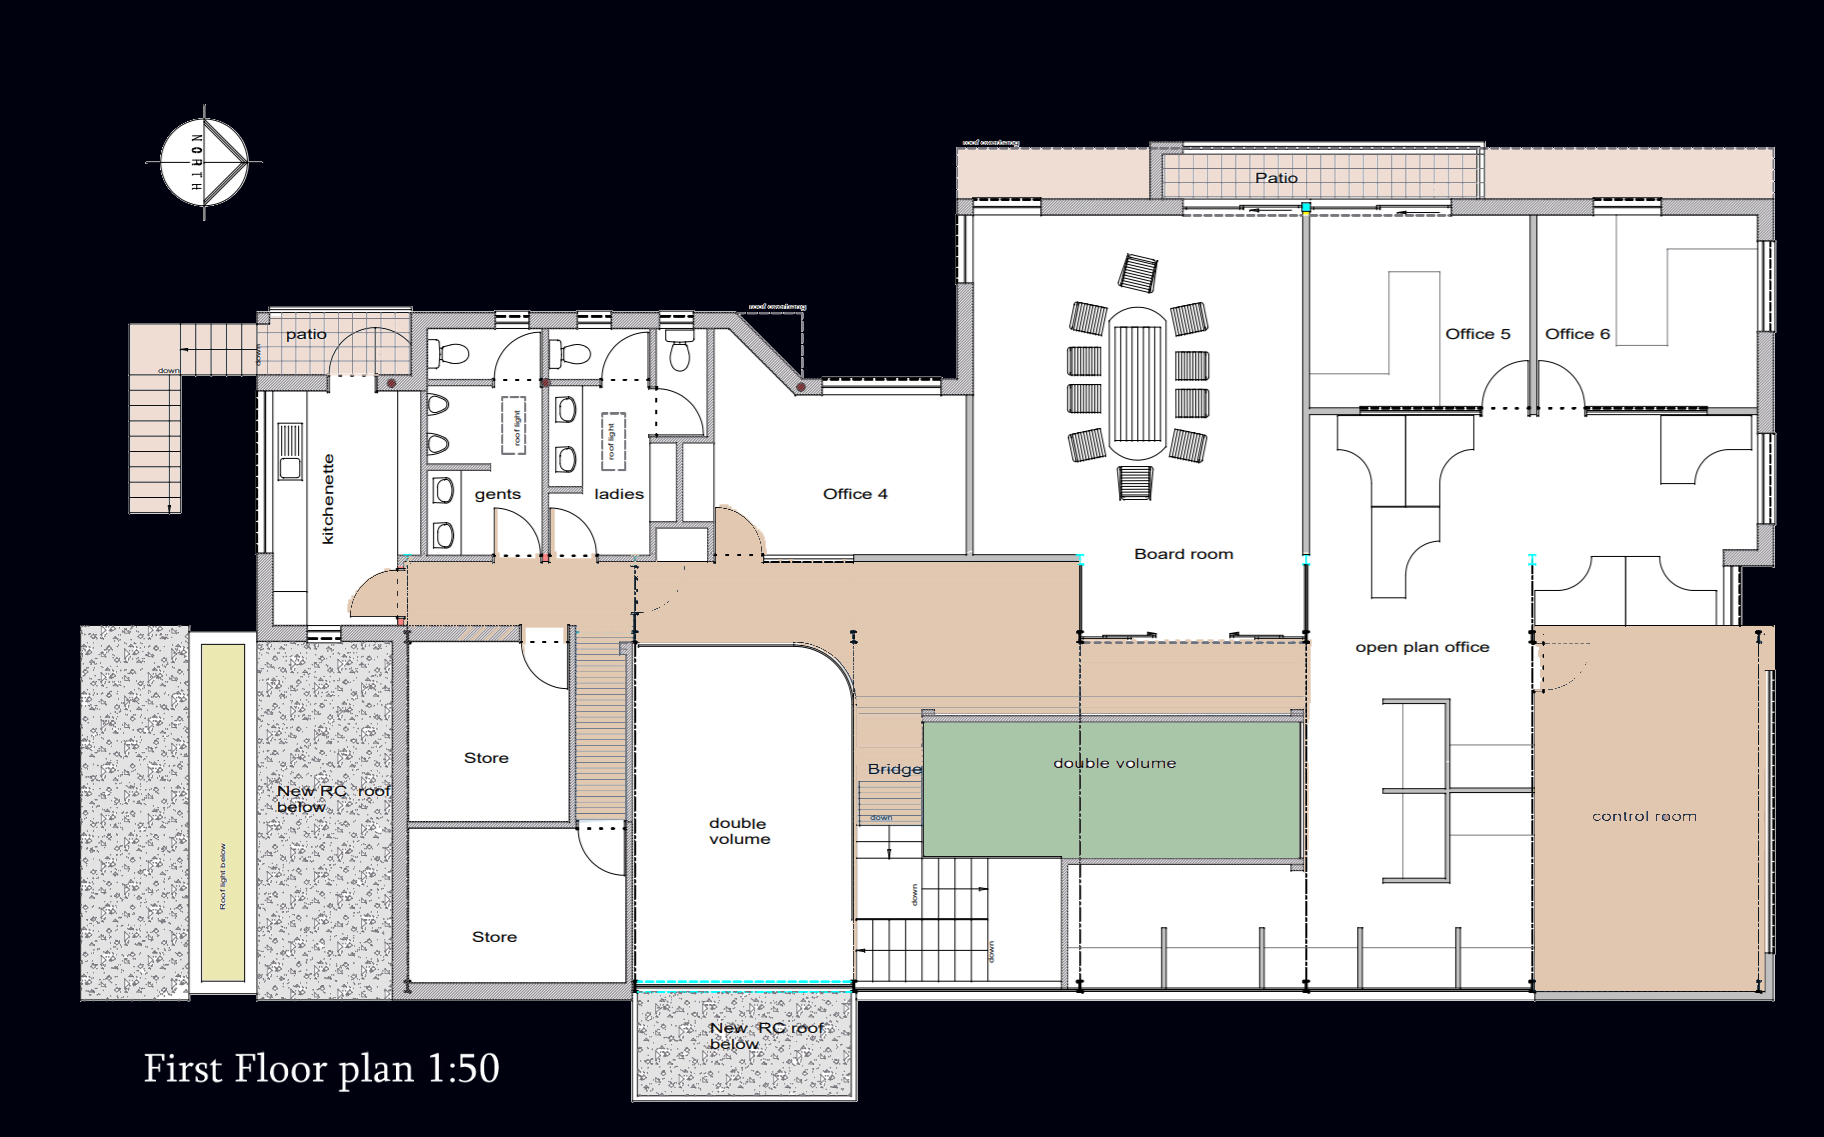 NORTH
roof overhang
Patio
roof overhang
patio
down
down
Office 5
Office 6
roof light
roof light
kitchenette
gents
ladies
Office 4
Board room
open plan office
Store
Bridge
double volume
New RC roof
below
down
control room
double
volume
Roof light below
down
down
Store
New RC roof
below
First Floor plan 1:50